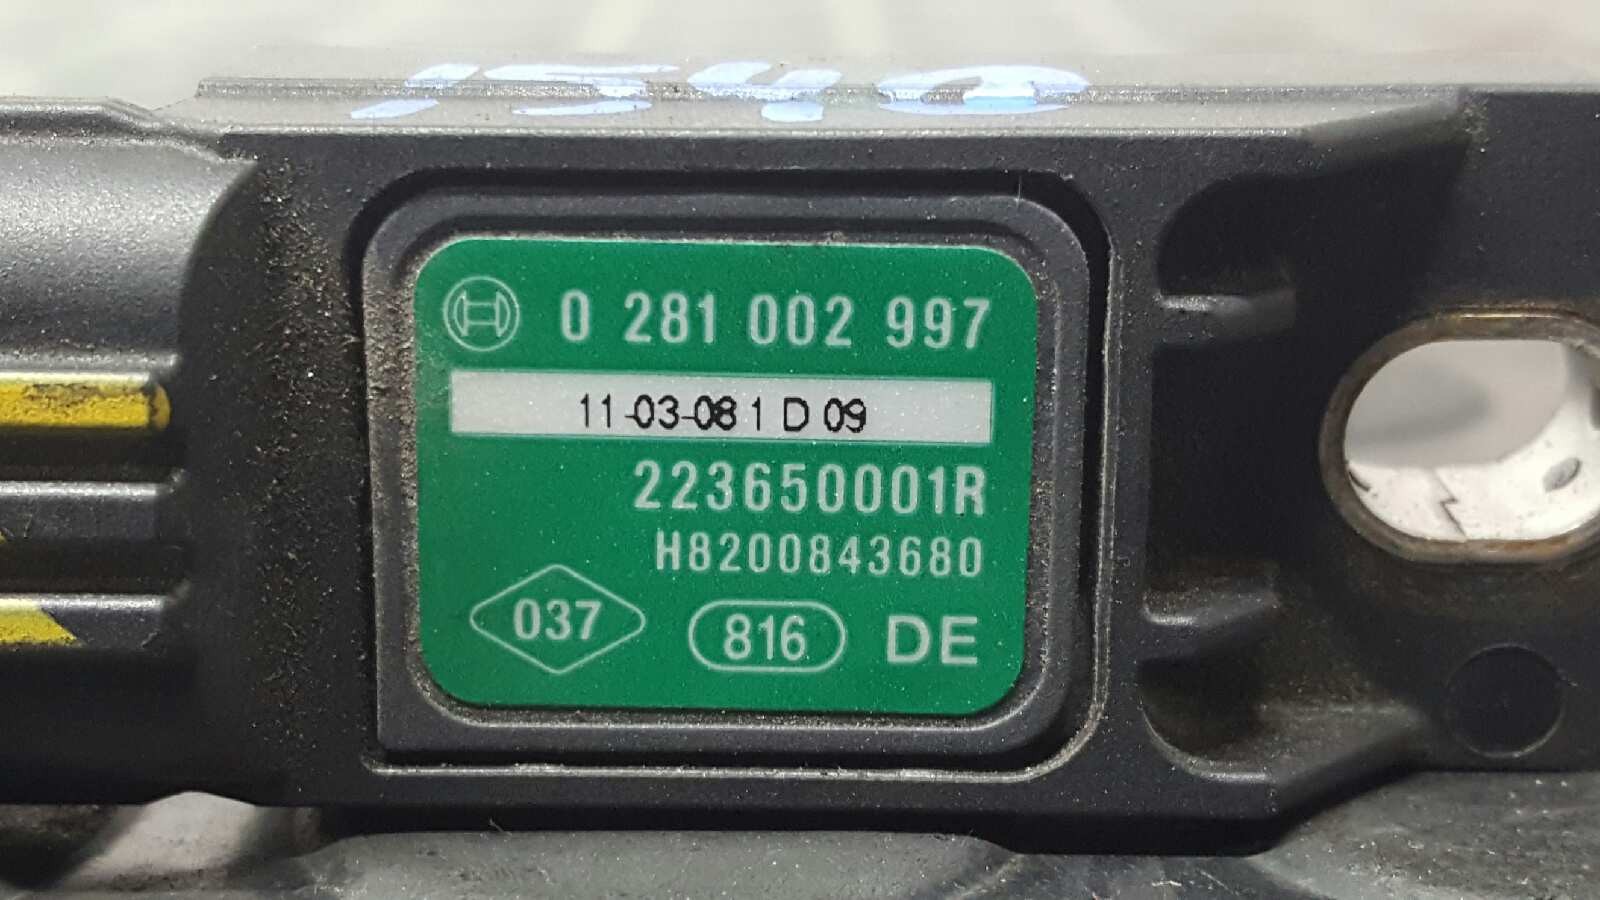 1540
0 281 002 997
11-03-08 1 D 09
223650001R
H8200843680
037 816 DE